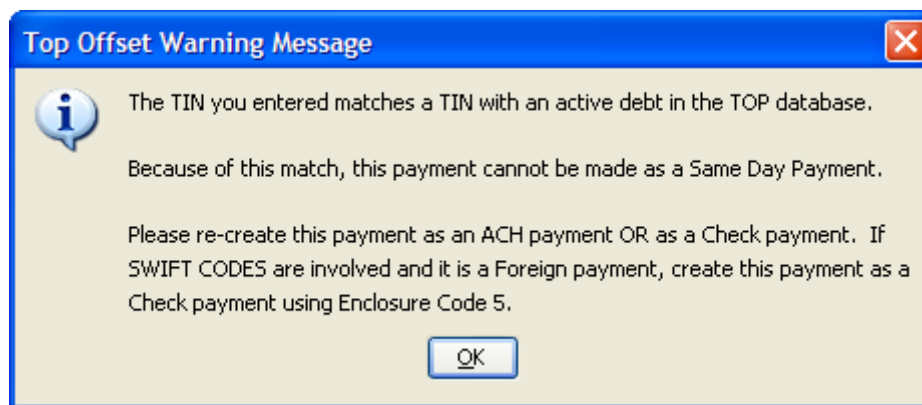 Top Offset Warning Message
The TIN you entered matches a TIN with an active debt in the TOP database.
Because of this match, this payment cannot be made as a Same Day Payment.
Please re-create this payment as an ACH payment OR as a Check payment.  If
SWIFT CODES are involved and it is a Foreign payment, create this payment as a
Check payment using Enclosure Code 5.
OK